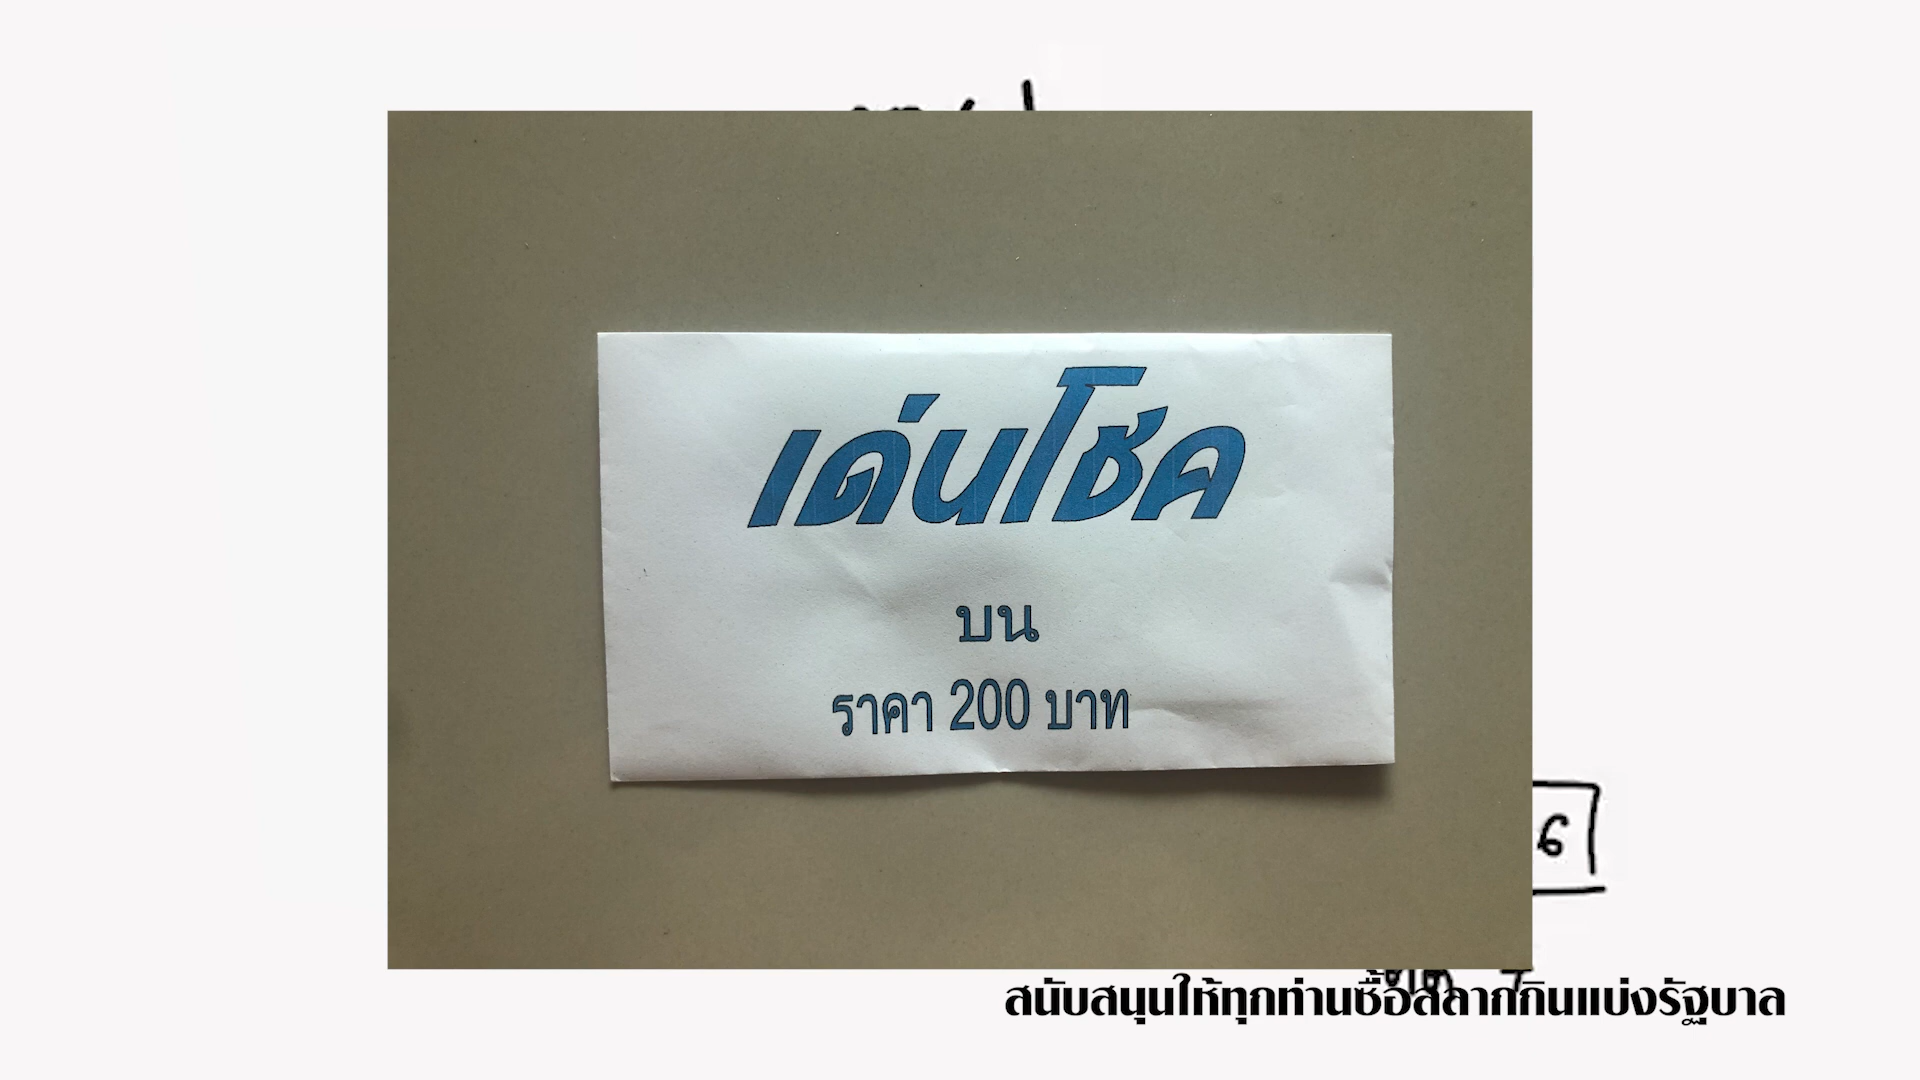 เด่นโชค
บน
ราคา 200 บาท
6
สนับสนุนให้ทุกท่านซื้อสลากกินแบ่งรัฐบาล